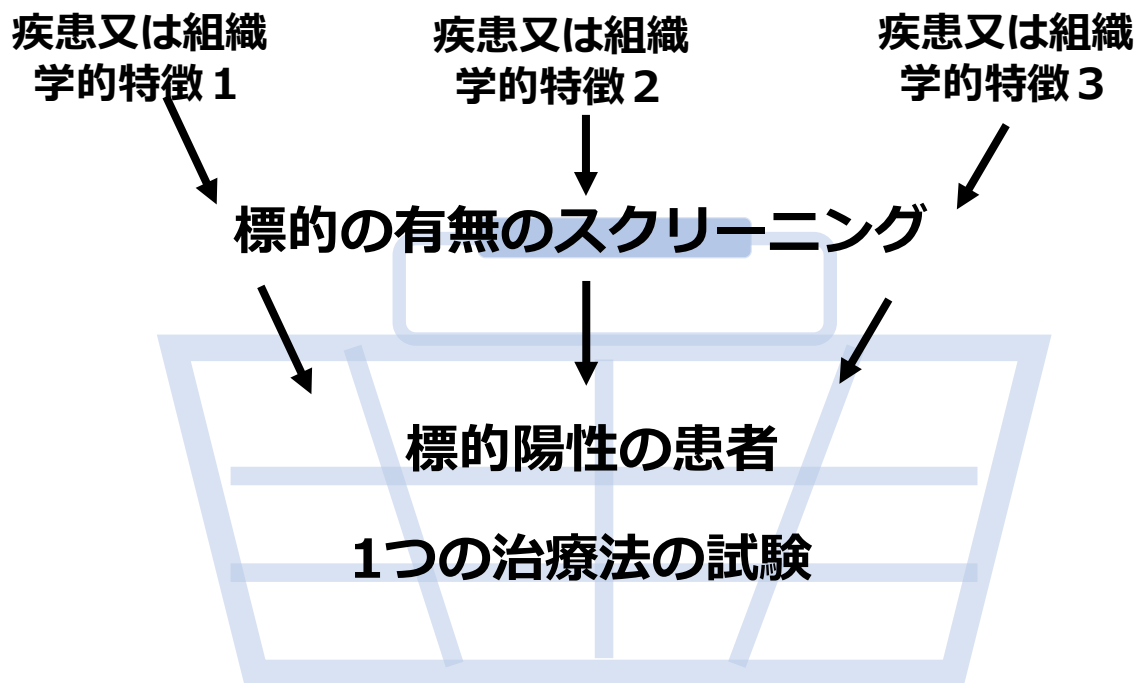 疾患又は組織
学的特徴１
疾患又は組織
学的特徴２
疾患又は組織
学的特徴３
標的の有無のスクリーニング
標的陽性の患者
1つの治療法の試験